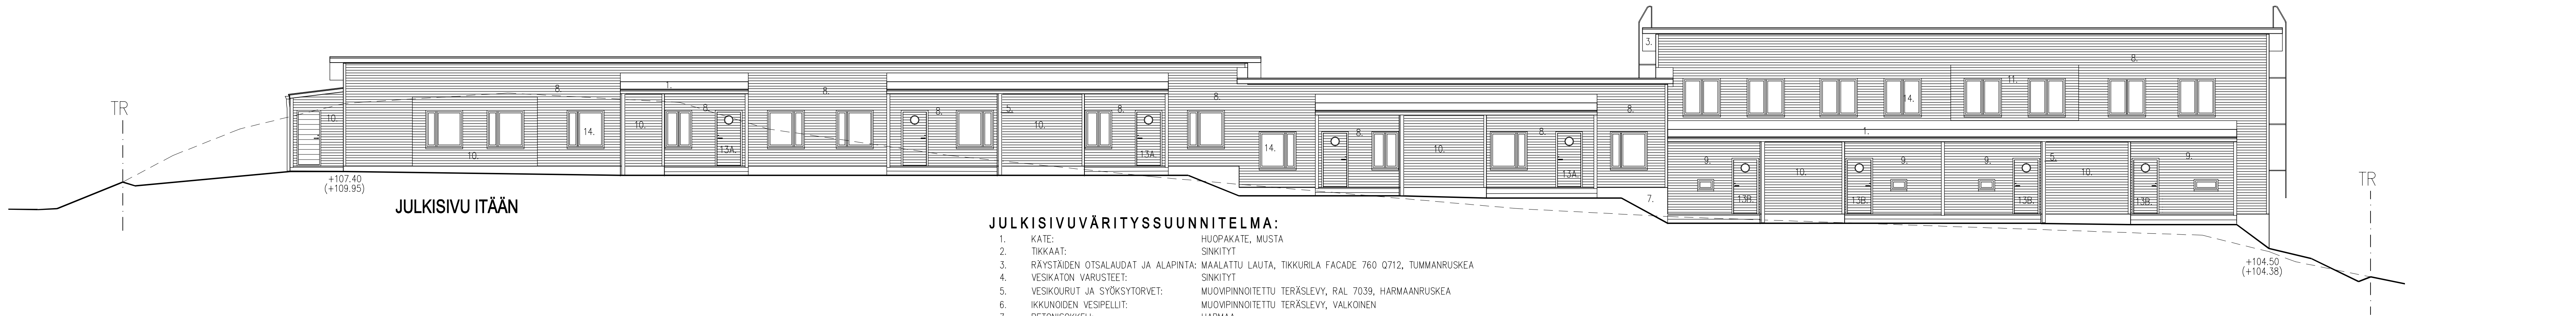 3.
8.
TR
8.
1.
8.
8.
11.
14.
8.
8.
8.
5.
8.
8.
10.
14.
10.
10.
10.
13A.
13A.
14.
8.
10.
8.
13A.
1.
9.
9.
9.
5.
9.
10.
10.
13B.
13B.
13B.
13B.
7.
TR
+107.40
(+109.95)
JULKISIVU ITÄÄN
+104.50
(+104.38)
JULKISIVUVÄRITYSSUUNNITELMA:
1. KATE: HUOPAKATE, MUSTA
2. TIKKAAT: SINKITYT
3. RÄYSTÄIDEN OTSALAUDAT JA ALAPINTA: MAALATTU LAUTA, TIKKURILA FACADE 760 Q712, TUMMANRUSKEA
4. VESIKATON VARUSTEET: SINKITYT
5. VESIKOURUT JA SYÖKSYTORVET: MUOVIPINNOITETTU TERÄSLEVY, RAL 7039, HARMAANRUSKEA
6. IKKUNOIDEN VESIPELLIT: MUOVIPINNOITETTU TERÄSLEVY, VALKOINEN